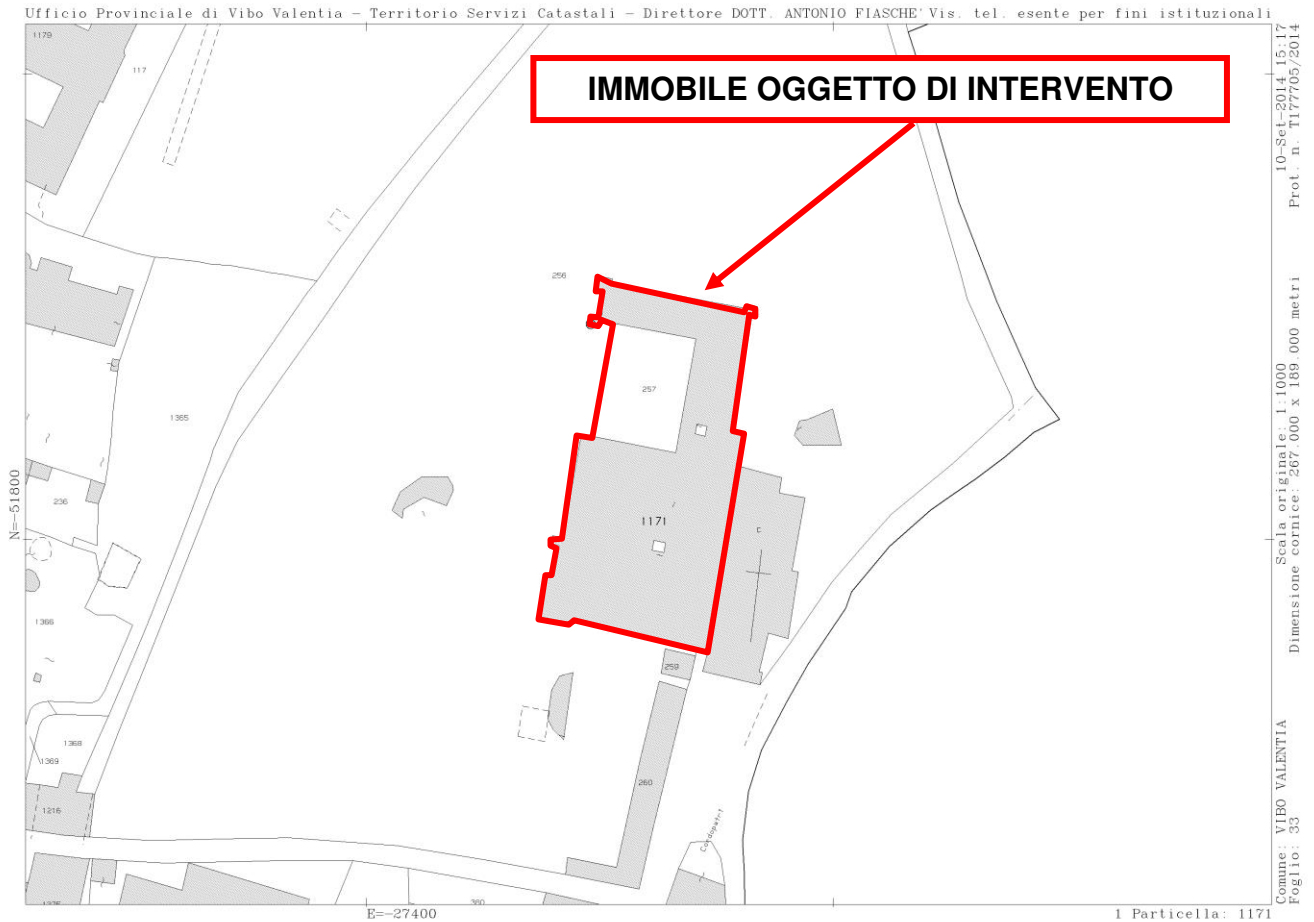 Ufficio Provinciale di Vibo Valentia - Territorio Servizi Catastali - Direttore DOTT. ANTONIO FIASCHE' Vis. tel. esente per fini istituzionali
IMMOBILE OGGETTO DI INTERVENTO
10-Set-2014 15:17
Prot. n. T177705/2014
Scala originale: 1:1000
Dimensione cornice: 267.000 x 189.000 metri
Comune: VIBO VALENTIA
Foglio: 33
N=-51800
1179
117
256
257
1365
236
1171
C
1366
259
1368
1369
260
1216
380
E=-27400
1 Particella: 1171